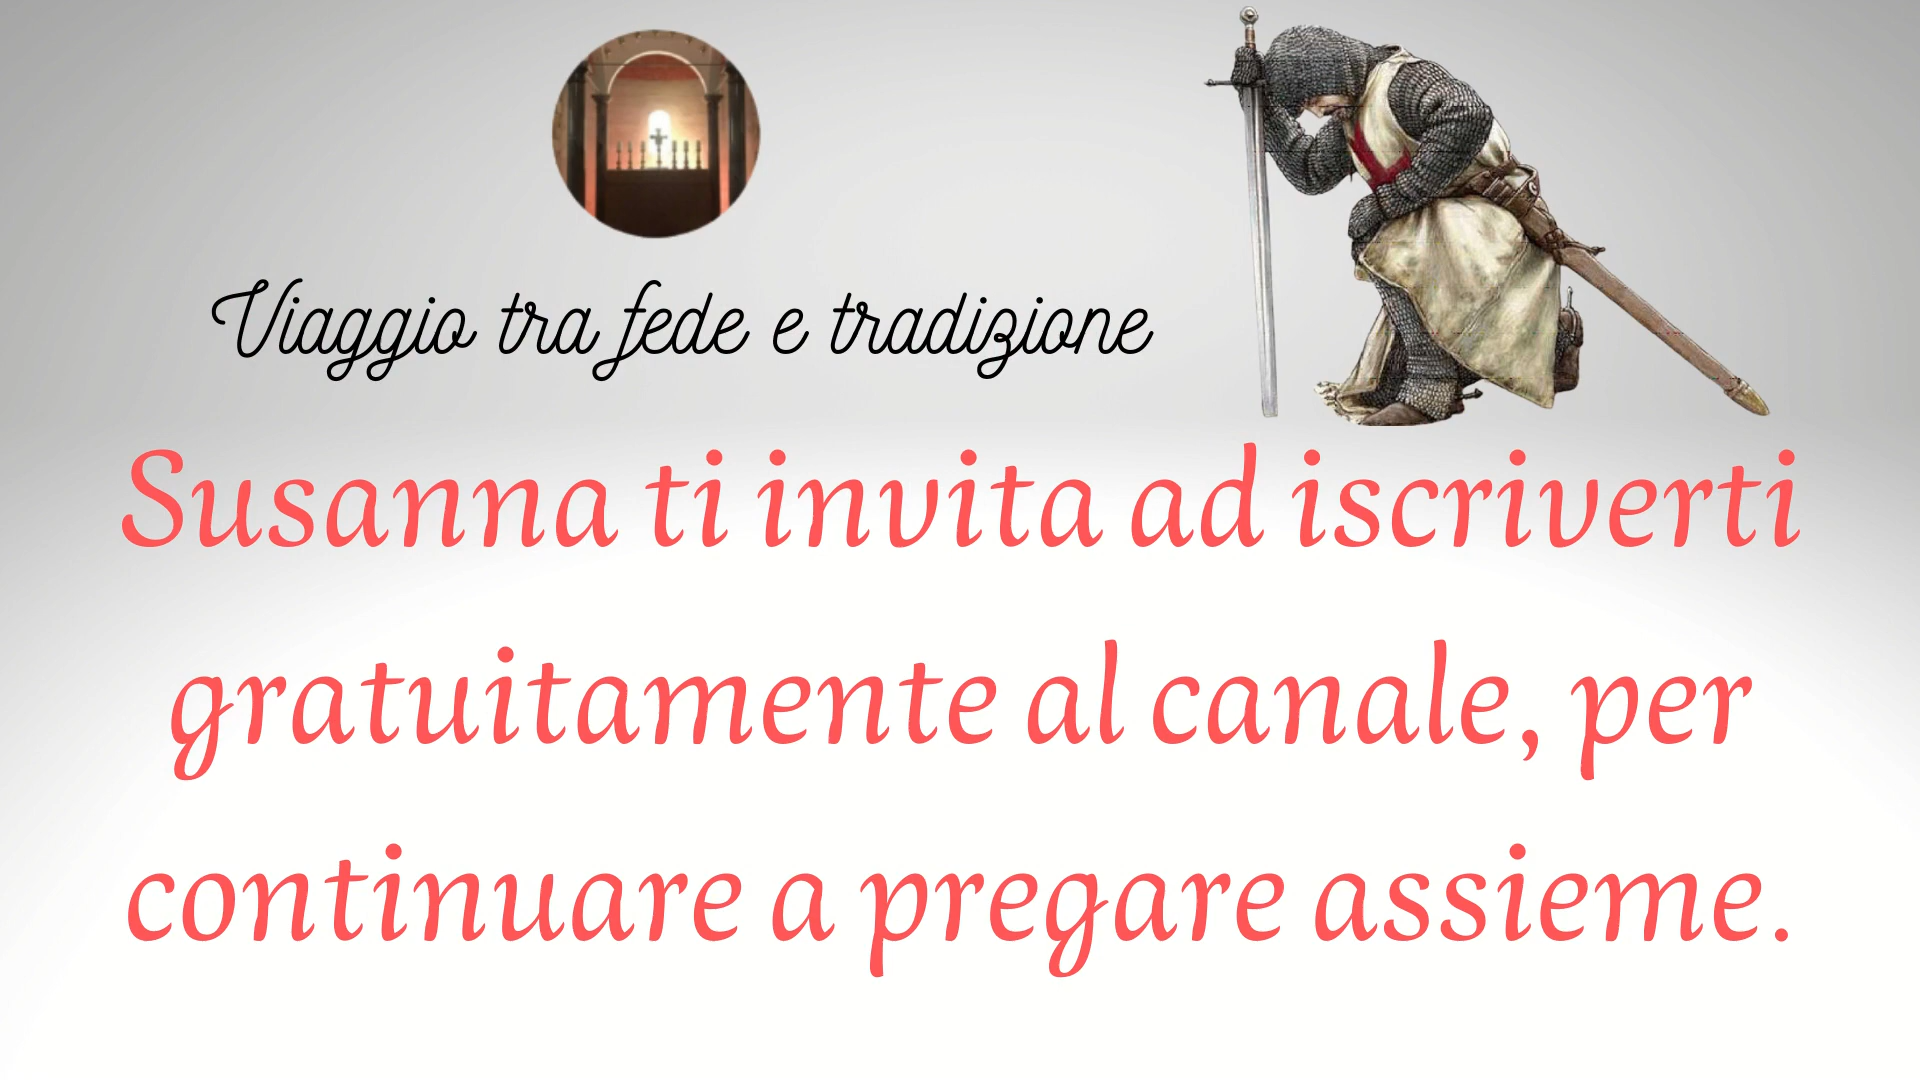 Viaggio tra fede e tradizione
Susanna ti invita ad iscriverti
gratuitamente al canale, per
continuare a pregare assieme.